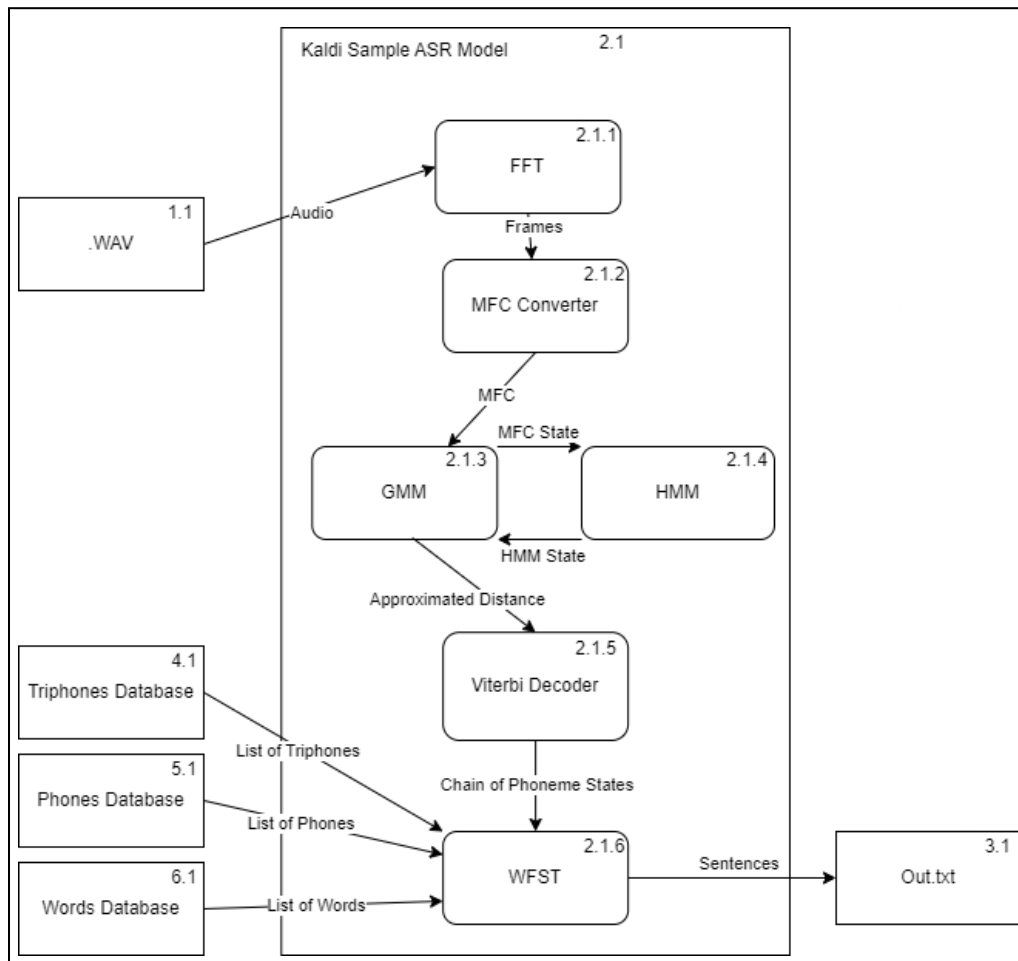 Kaldi Sample ASR Model
2.1
2.1.1
FFT
1.1
.WAV
Audio
Frames
2.1.2
MFC Converter
MFC
MFC State
2.1.3
GMM
2.1.4
HMM
HMM State
Approximated Distance
2.1.5
Viterbi Decoder
4.1
Triphones Database
List of Triphones
5.1
Phones Database
List of Phones
Chain of Phoneme States
6.1
Words Database
List of Words
2.1.6
WFST
Sentences
3.1
Out.txt